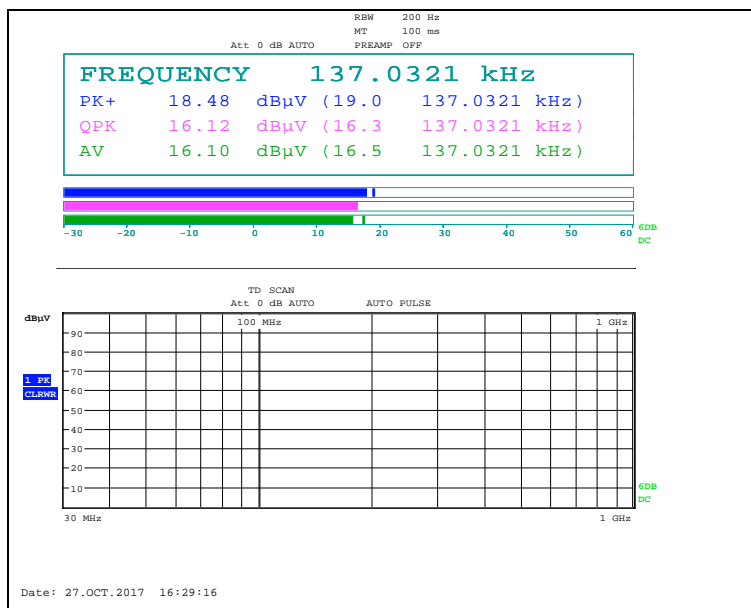 RBW 200 Hz
MT 100 ms
Att 0 dB AUTO PREAMP OFF
FREQUENCY 137.0321 kHz
PK+ 18.48 dBµV (19.0 137.0321 kHz)
QPK 16.12 dBµV (16.3 137.0321 kHz)
AV 16.10 dBµV (16.5 137.0321 kHz)
-30 -20 -10 0 10 20 30 40 50 60
6DB
DC
TD SCAN
Att 0 dB AUTO AUTO PULSE
dBµV
100 MHz 1 GHz
90
80
70
1 PK
60
CLRWR
50
40
30
20
10
6DB
DC
30 MHz 1 GHz
Date: 27.OCT.2017 16:29:16